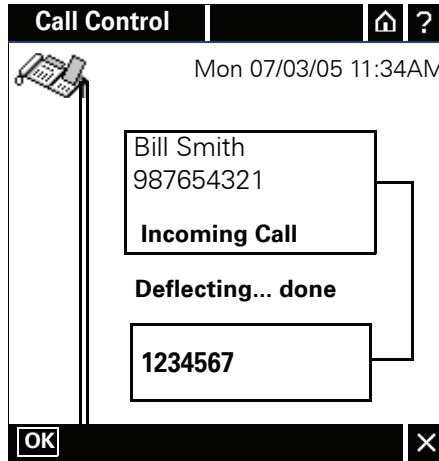 Call Control ?
Mon 07/03/05 11:34AM
Bill Smith
987654321
Incoming Call
Deflecting... done
1234567
OK